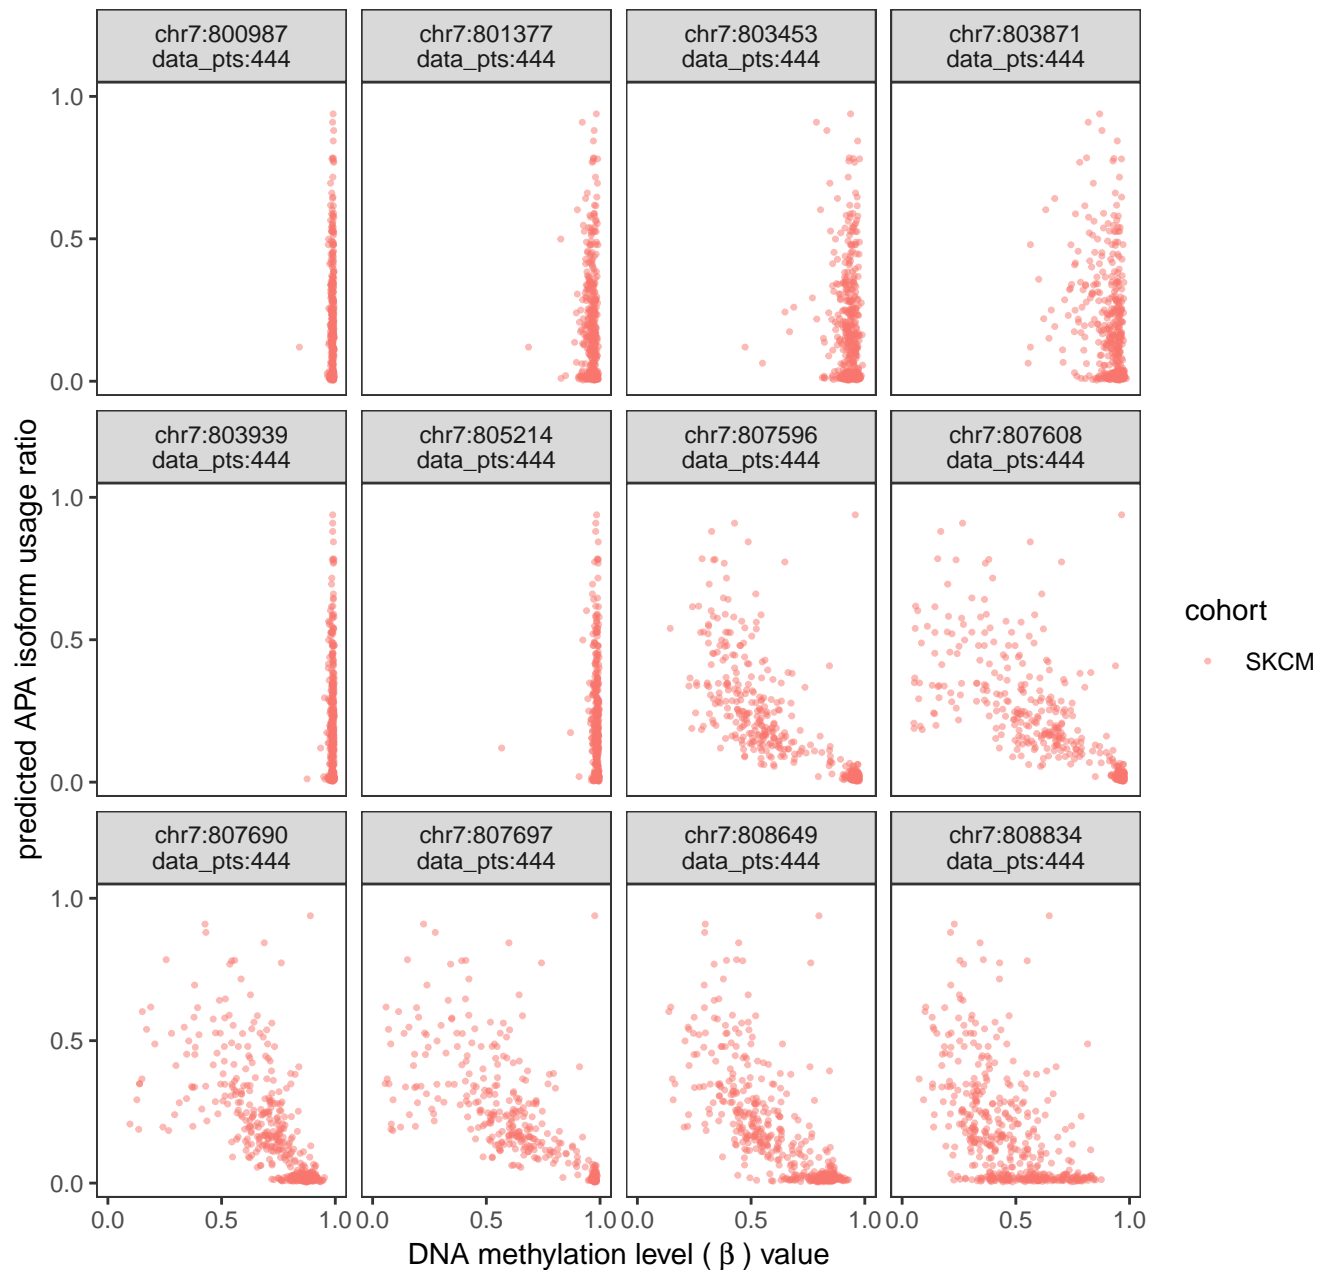 chr7:800987
data_pts:444
chr7:801377
data_pts:444
chr7:803453
data_pts:444
chr7:803871
data_pts:444
1.0
0.5
0.0
chr7:803939
data_pts:444
chr7:805214
data_pts:444
chr7:807596
data_pts:444
chr7:807608
data_pts:444
1.0
0.5
0.0
chr7:807690
data_pts:444
chr7:807697
data_pts:444
chr7:808649
data_pts:444
chr7:808834
data_pts:444
1.0
0.5
0.0
0.0 0.5 1.0 0.0 0.5 1.0 0.0 0.5 1.0 0.0 0.5 1.0
DNA methylation level ( β ) value
predicted APA isoform usage ratio
cohort
SKCM